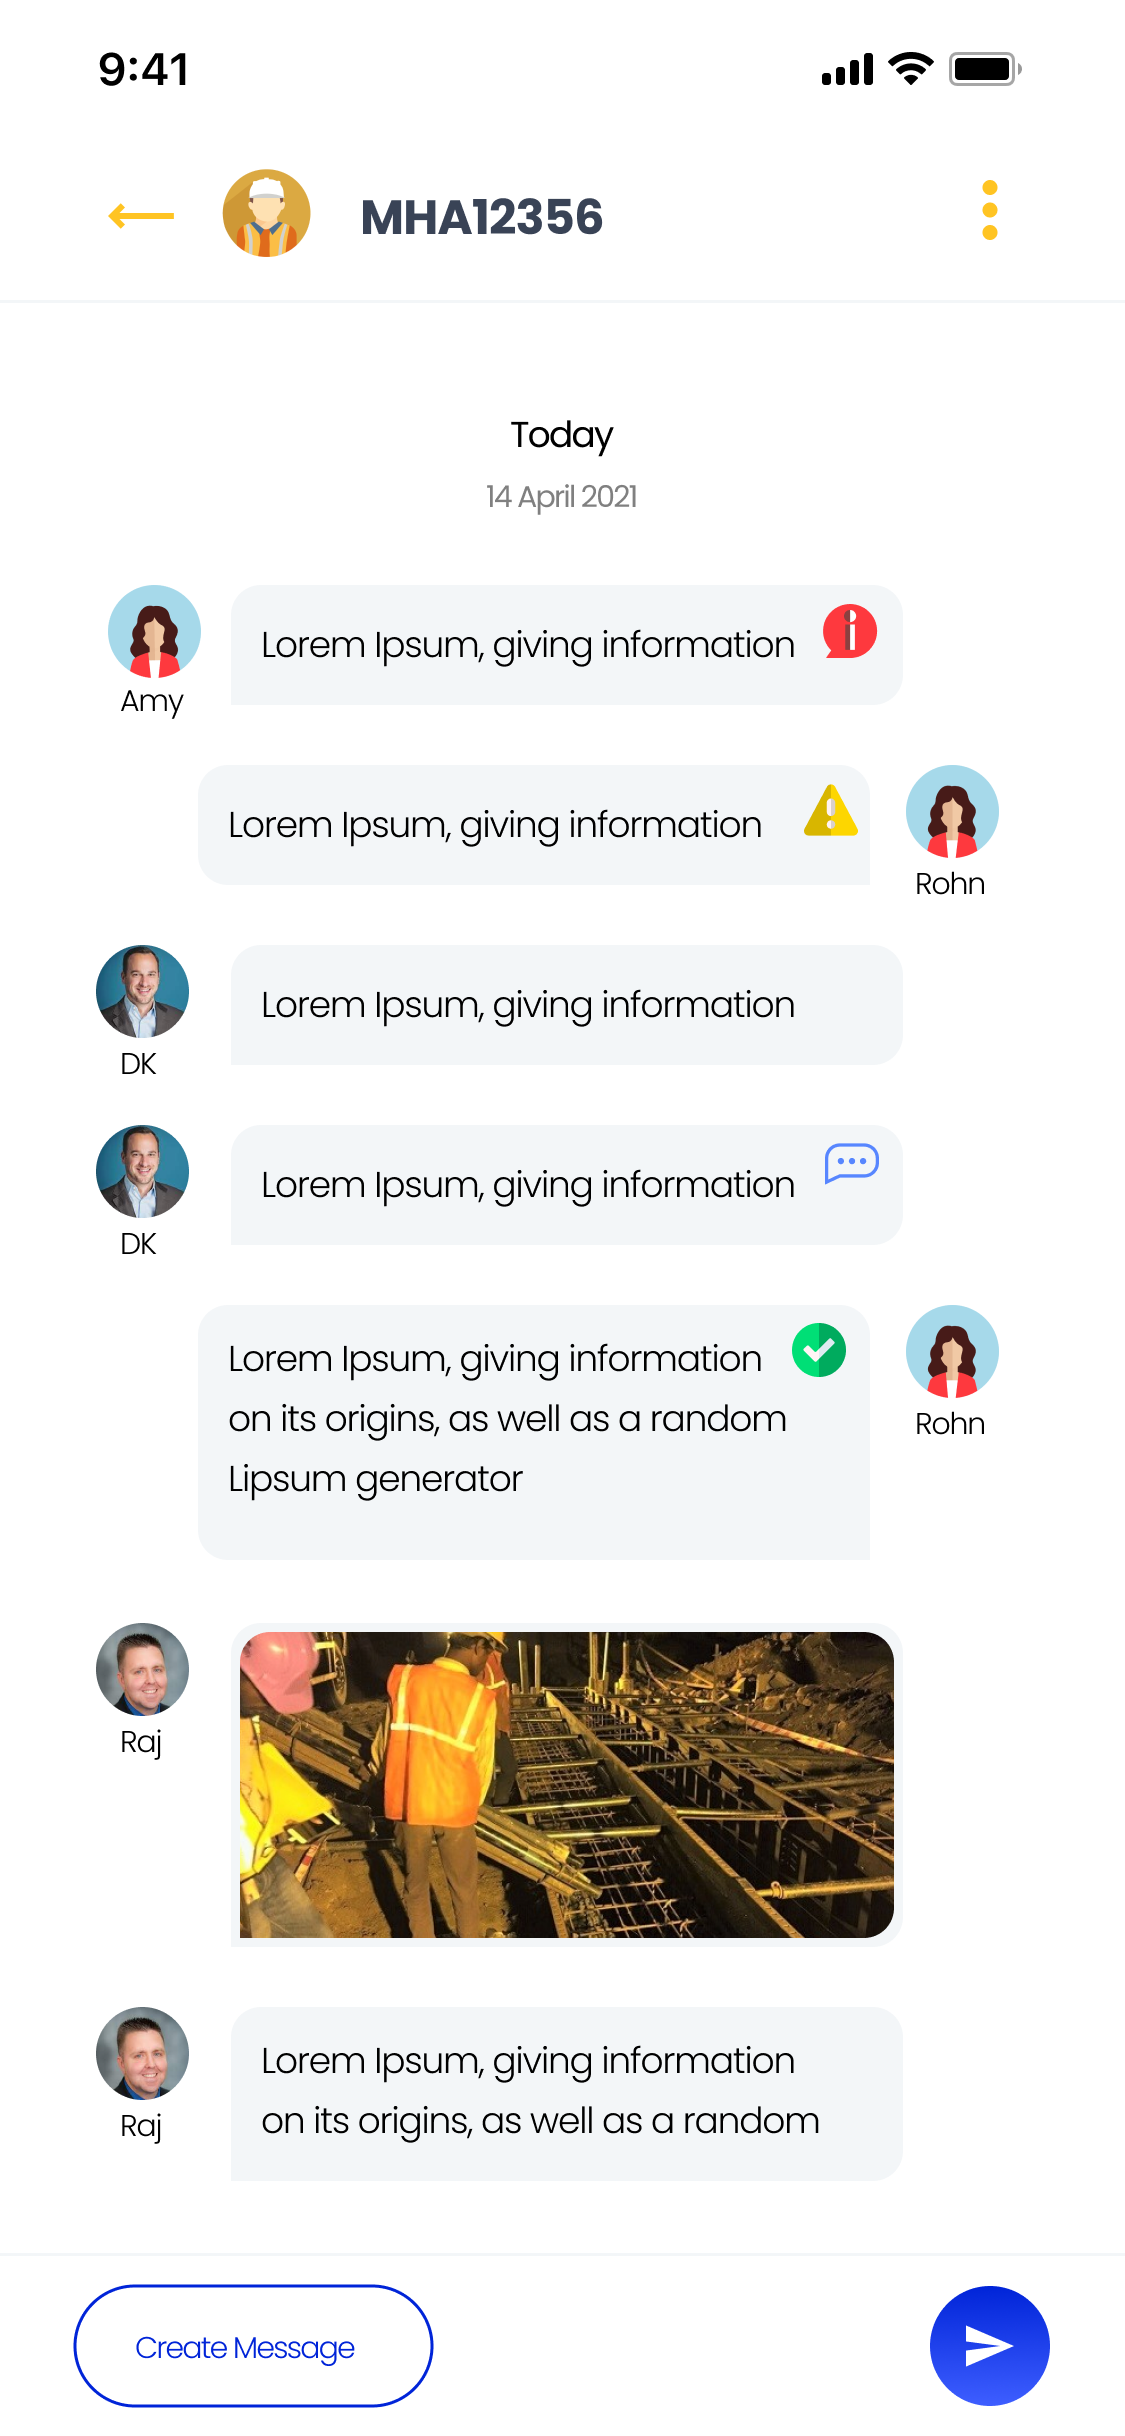 9:41
MHA12356
Today
14 April 2021
Lorem Ipsum, giving information
Amy
Lorem Ipsum, giving information
Rohn
Lorem Ipsum, giving information
DK
Lorem Ipsum, giving information
DK
Lorem Ipsum, giving information
on its origins, as well as a random
Lipsum generator
Rohn
Raj
Lorem Ipsum, giving information
on its origins, as well as a random
Raj
Create Message